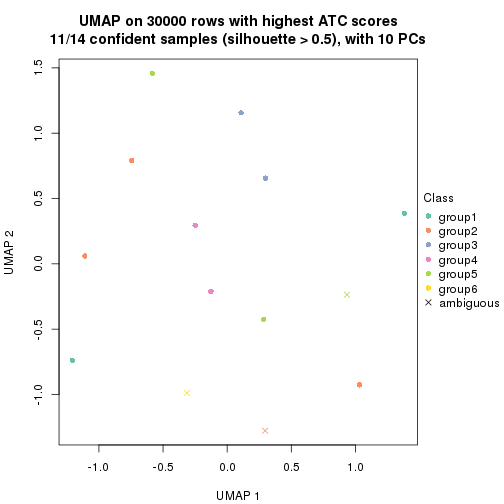 UMAP on 30000 rows with highest ATC scores
11/14 confident samples (silhouette > 0.5), with 10 PCs
1.5
1.0
0.5
0.0
-0.5
-1.0
UMAP 2
-1.0
-0.5
0.0
0.5
1.0
UMAP 1
Class
group1
group2
group3
group4
group5
group6
ambiguous